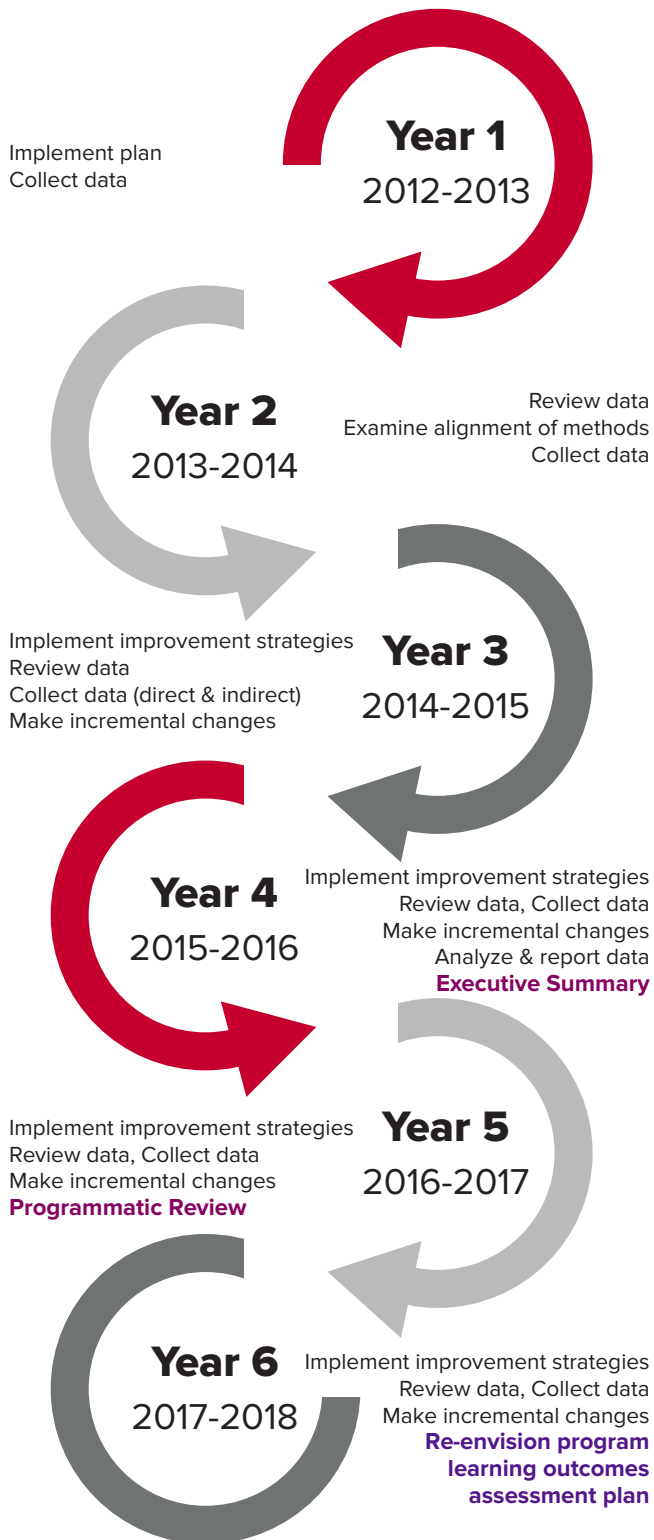 Year 1
2012-2013
Implement plan
Collect data
Year 2
2013-2014
Review data
Examine alignment of methods
Collect data
Year 3
2014-2015
Implement improvement strategies
Review data
Collect data (direct & indirect)
Make incremental changes
Year 4
2015-2016
Implement improvement strategies
Review data, Collect data
Make incremental changes
Analyze & report data
Executive Summary
Year 5
2016-2017
Implement improvement strategies
Review data, Collect data
Make incremental changes
Programmatic Review
Year 6
2017-2018
Implement improvement strategies
Review data, Collect data
Make incremental changes
Re-envision program
learning outcomes
assessment plan